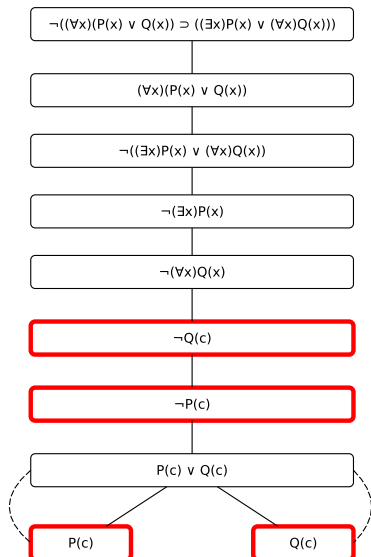 ¬((∀x)(P(x) ∨ Q(x)) ⊃ ((∃x)P(x) ∨ (∀x)Q(x)))
(∀x)(P(x) ∨ Q(x))
¬((∃x)P(x) ∨ (∀x)Q(x))
¬(∃x)P(x)
¬(∀x)Q(x)
¬Q(c)
¬P(c)
P(c) ∨ Q(c)
P(c)
Q(c)